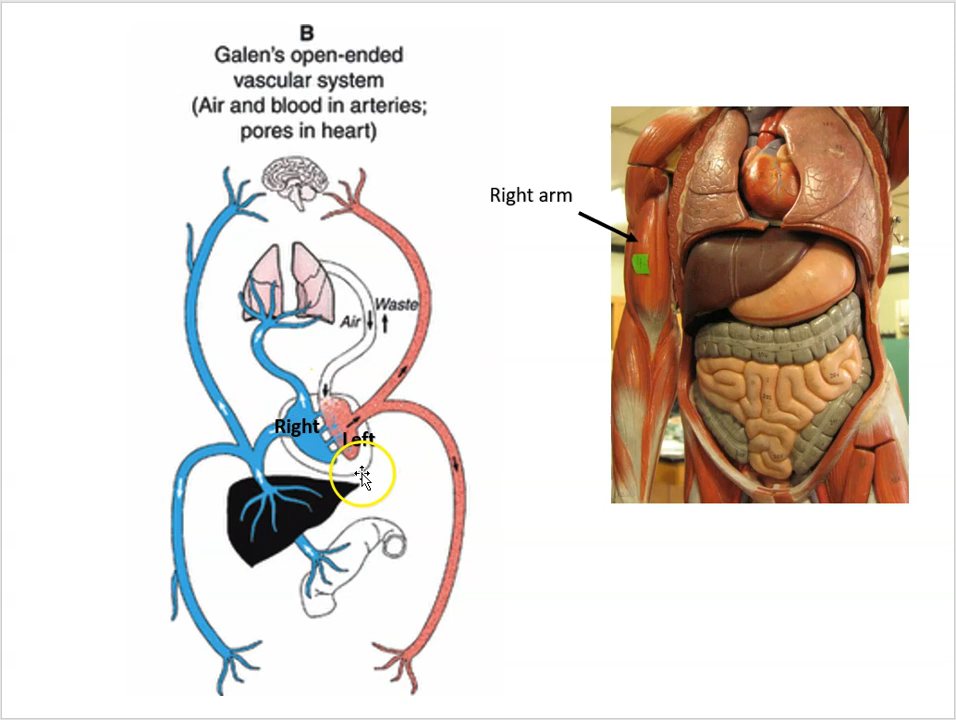 B
Galen's open-ended
vascular system
(Air and blood in arteries;
pores in heart)
Right arm
Waste
Air
Right
Left